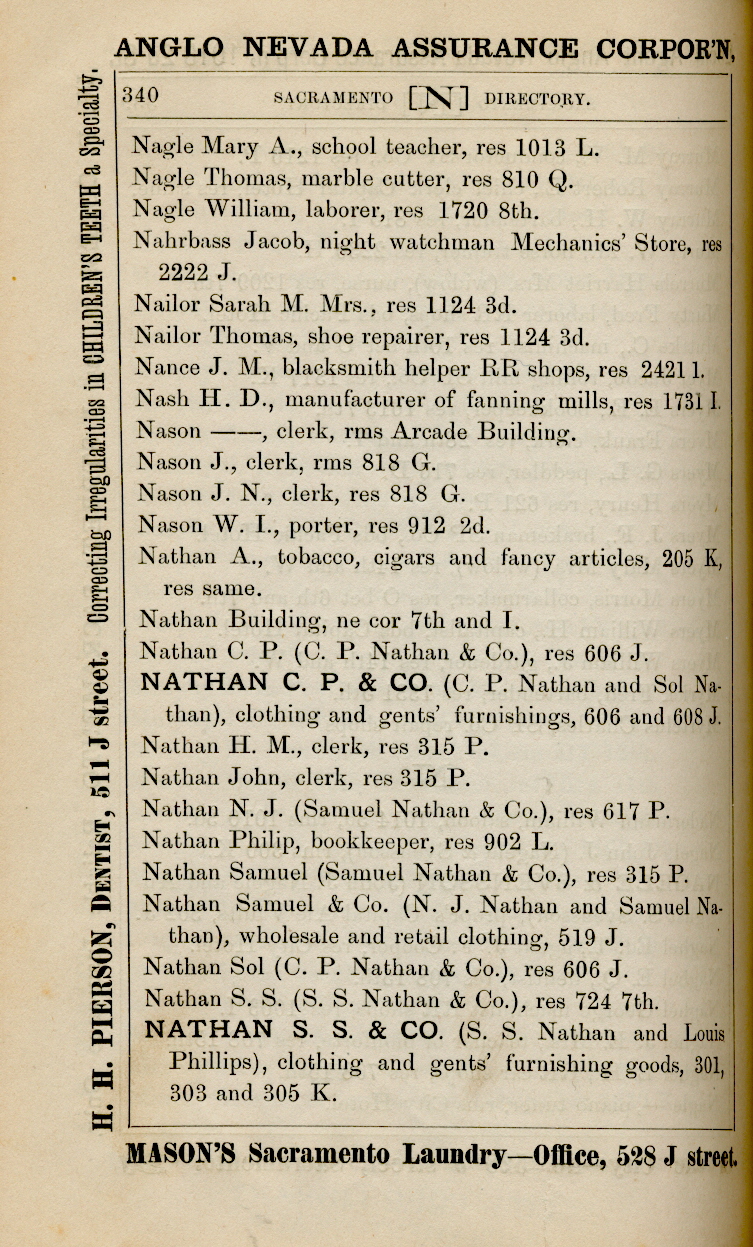 ANGLO NEVADA ASSURANCE CORPOR'N,
340 SACRAMENTO [N] DIRECTORY.
Nagle Mary A., school teacher, res 1013 L.
Nagle Thomas, marble cutter, res 810 Q.
Nagle William, laborer, res 1720 8th.
Nahrbass Jacob, night watchman Mechanics' Store, res
2222 J.
Nailor Sarah M. Mrs., res 1124 3d.
Nailor Thomas, shoe repairer, res 1124 3d.
Nance J. M., blacksmith helper RR shops, res 2421 l.
Nash H. D., manufacturer of fanning mills, res 1731 I.
Nason ——, clerk, rms Arcade Building.
Nason J., clerk, rms 818 G.
Nason J. N., clerk, res 818 G.
Nason W. I., porter, res 912 2d.
Nathan A., tobacco, cigars and fancy articles, 205 K,
res same.
Nathan Building, ne cor 7th and I.
Nathan C. P. (C. P. Nathan & Co.), res 606 J.
NATHAN C. P. & CO. (C. P. Nathan and Sol Na-
than), clothing and gents' furnishings, 606 and 608 J.
Nathan H. M., clerk, res 315 P.
Nathan John, clerk, res 315 P.
Nathan N. J. (Samuel Nathan & Co.), res 617 P.
Nathan Philip, bookkeeper, res 902 L.
Nathan Samuel (Samuel Nathan & Co.), res 315 P.
Nathan Samuel & Co. (N. J. Nathan and Samuel Na-
than), wholesale and retail clothing, 519 J.
Nathan Sol (C. P. Nathan & Co.), res 606 J.
Nathan S. S. (S. S. Nathan & Co.), res 724 7th.
NATHAN S. S. & CO. (S. S. Nathan and Louis
Phillips), clothing and gents' furnishing goods, 301,
303 and 305 K.
MASON'S Sacramento Laundry—Office, 528 J street.
H. H. PIERSON, DENTIST, 511 J street. Correcting Irregularities in CHILDREN'S TEETH a Specialty.